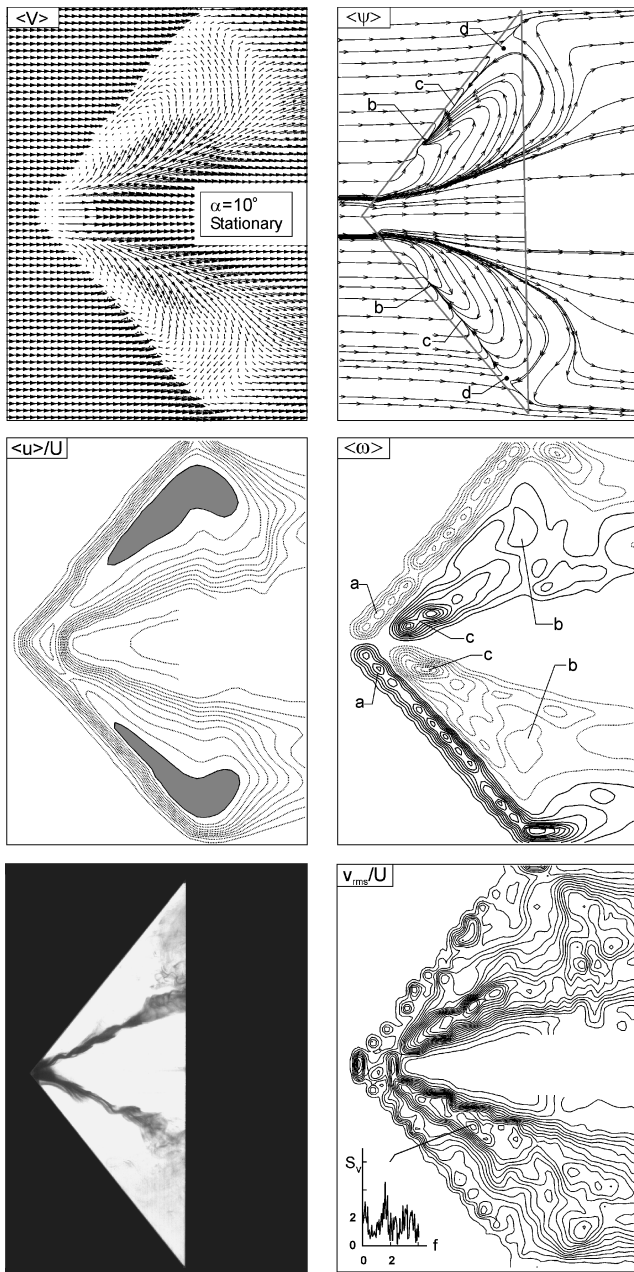 <V>
α=10°
Stationary
<ψ>
d
c
b
b
c
d
<u>/U
<ω>
a
c
b
c
a
b
v_rms/U
S_v
2
0
0 2
f